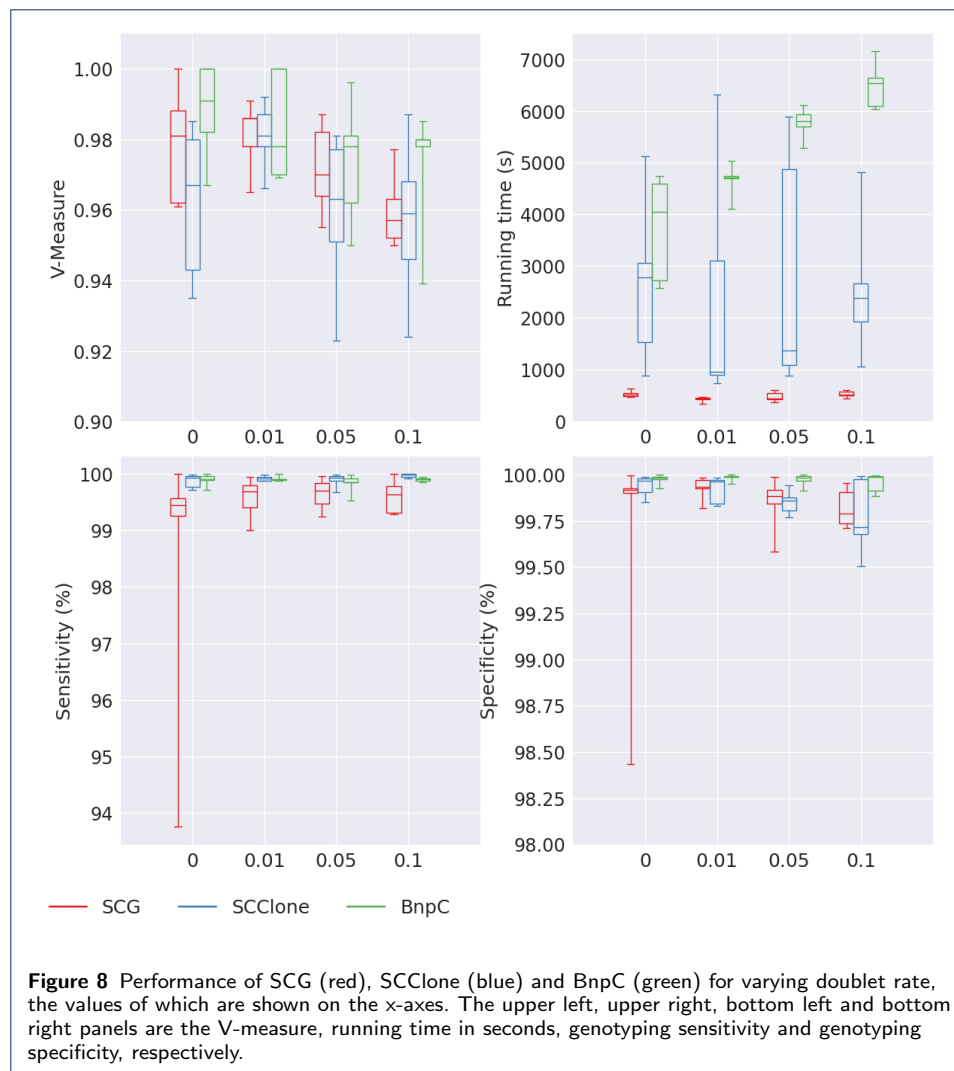 1.00
0.98
0.96
0.94
0.92
0.90
V-Measure
0 0.01 0.05 0.1
7000
6000
5000
4000
3000
2000
1000
0
Running time (s)
0 0.01 0.05 0.1
100
99
98
97
96
95
94
Sensitivity (%)
0 0.01 0.05 0.1
100.00
99.75
99.50
99.25
99.00
98.75
98.50
98.25
98.00
Specificity (%)
0 0.01 0.05 0.1
SCG SCClone BnpC
Figure 8 Performance of SCG (red), SCClone (blue) and BnpC (green) for varying doublet rate,
the values of which are shown on the x-axes. The upper left, upper right, bottom left and bottom
right panels are the V-measure, running time in seconds, genotyping sensitivity and genotyping
specificity, respectively.